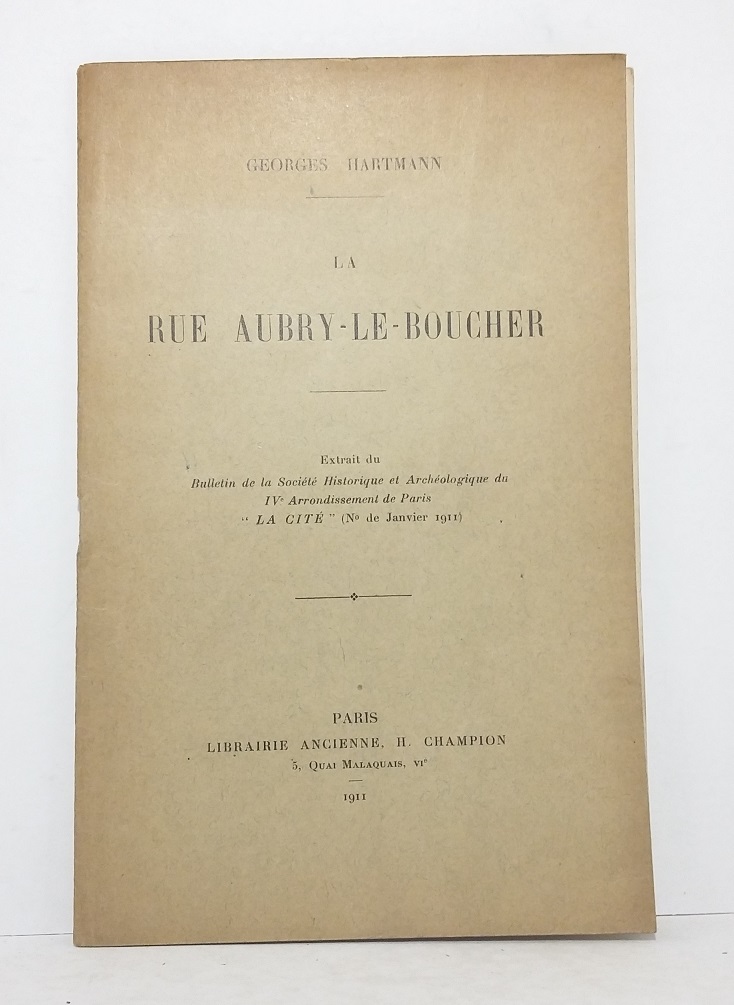 GEORGES HARTMANN
LA
RUE AUBRY-LE-BOUCHER
Extrait du
Bulletin de la Société Historique et Archéologique du
IVe Arrondissement de Paris
“ LA CITÉ ” (No de Janvier 1911)
PARIS
LIBRAIRIE ANCIENNE, H. CHAMPION
5, QUAI MALAQUAIS, VIe
1911